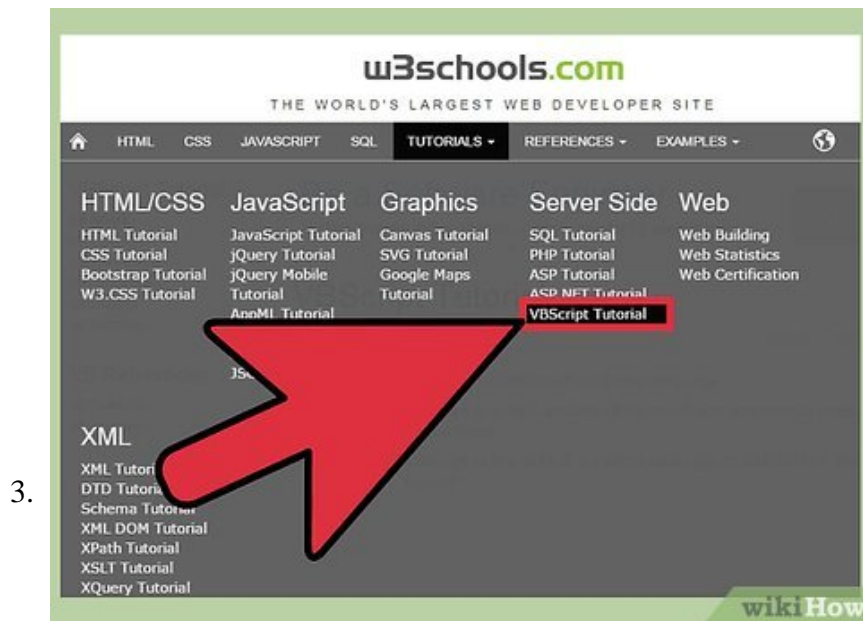 w3schools.com
THE WORLD'S LARGEST WEB DEVELOPER SITE
HTML CSS JAVASCRIPT SQL TUTORIALS REFERENCES EXAMPLES
HTML/CSS
HTML Tutorial
CSS Tutorial
Bootstrap Tutorial
W3.CSS Tutorial
JavaScript
JavaScript Tutorial
jQuery Tutorial
jQuery Mobile
Tutorial
AppML Tutorial
Graphics
Canvas Tutorial
SVG Tutorial
Google Maps
Tutorial
Server Side
SQL Tutorial
PHP Tutorial
ASP Tutorial
ASP.NET Tutorial
VBScript Tutorial
Web
Web Building
Web Statistics
Web Certification
XML
XML Tutorial
DTD Tutorial
Schema Tutorial
XML DOM Tutorial
XPath Tutorial
XSLT Tutorial
XQuery Tutorial
3.
wikiHow